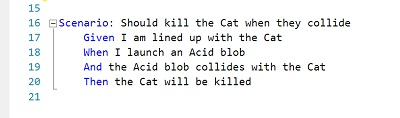 15
16 Scenario: Should kill the Cat when they collide
17 Given I am lined up with the Cat
18 When I launch an Acid blob
19 And the Acid blob collides with the Cat
20 Then the Cat will be killed
21